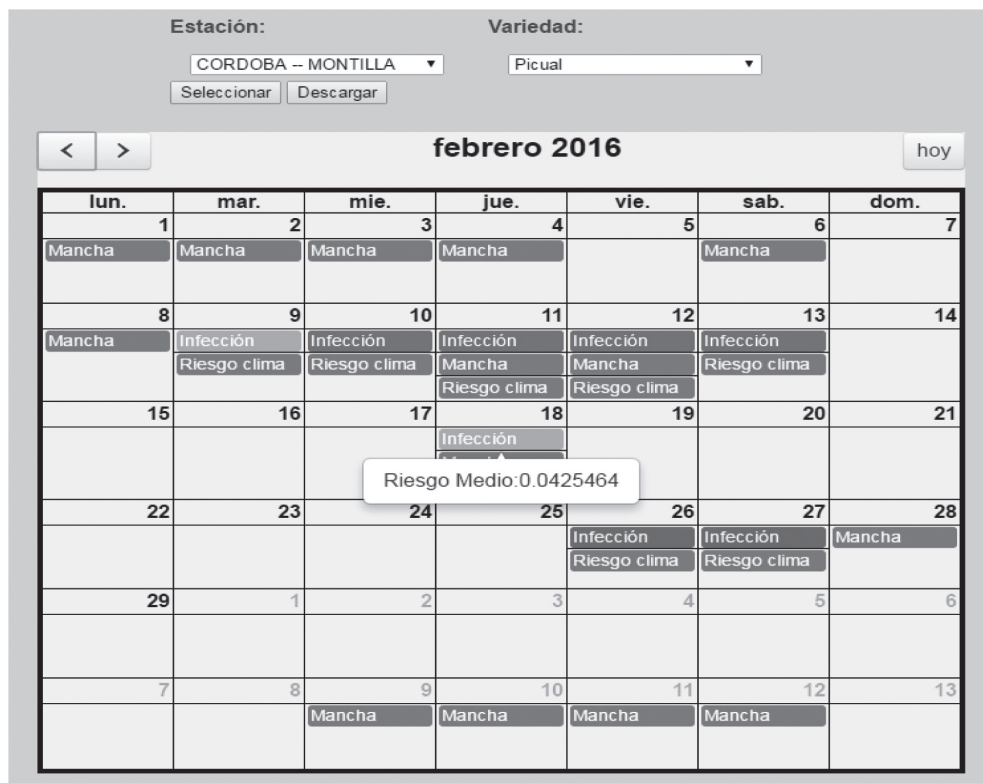 Estación: Variedad:
CORDOBA -- MONTILLA Picual
Seleccionar Descargar
< > febrero 2016 hoy
lun. mar. mie. jue. vie. sab. dom.
1 2 3 4 5 6 7
Mancha Mancha Mancha Mancha Mancha
8 9 10 11 12 13 14
Mancha Infección Infección Infección Infección Infección
Riesgo clima Riesgo clima Mancha Mancha Riesgo clima
Riesgo clima Riesgo clima
15 16 17 18 19 20 21
Infección
Riesgo Medio:0.0425464
22 23 24 25 26 27 28
Infección Infección Mancha
Riesgo clima Riesgo clima
29 1 2 3 4 5 6
7 8 9 10 11 12 13
Mancha Mancha Mancha Mancha